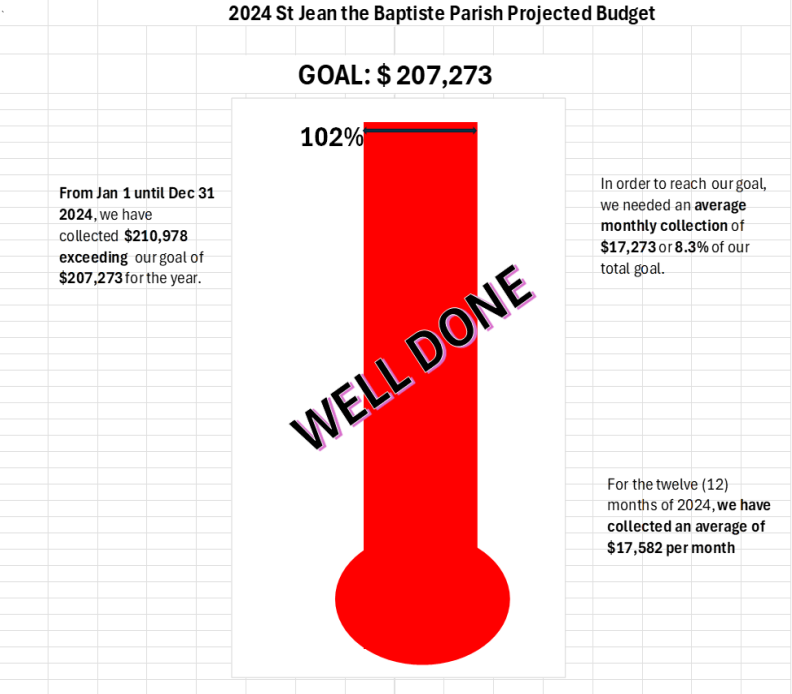 2024 St Jean the Baptiste Parish Projected Budget
GOAL: $ 207,273
102%
From Jan 1 until Dec 31
2024, we have
collected $210,978
exceeding our goal of
$207,273 for the year.
In order to reach our goal,
we needed an average
monthly collection of
$17,273 or 8.3% of our
total goal.
WELL DONE
For the twelve (12)
months of 2024, we have
collected an average of
$17,582 per month